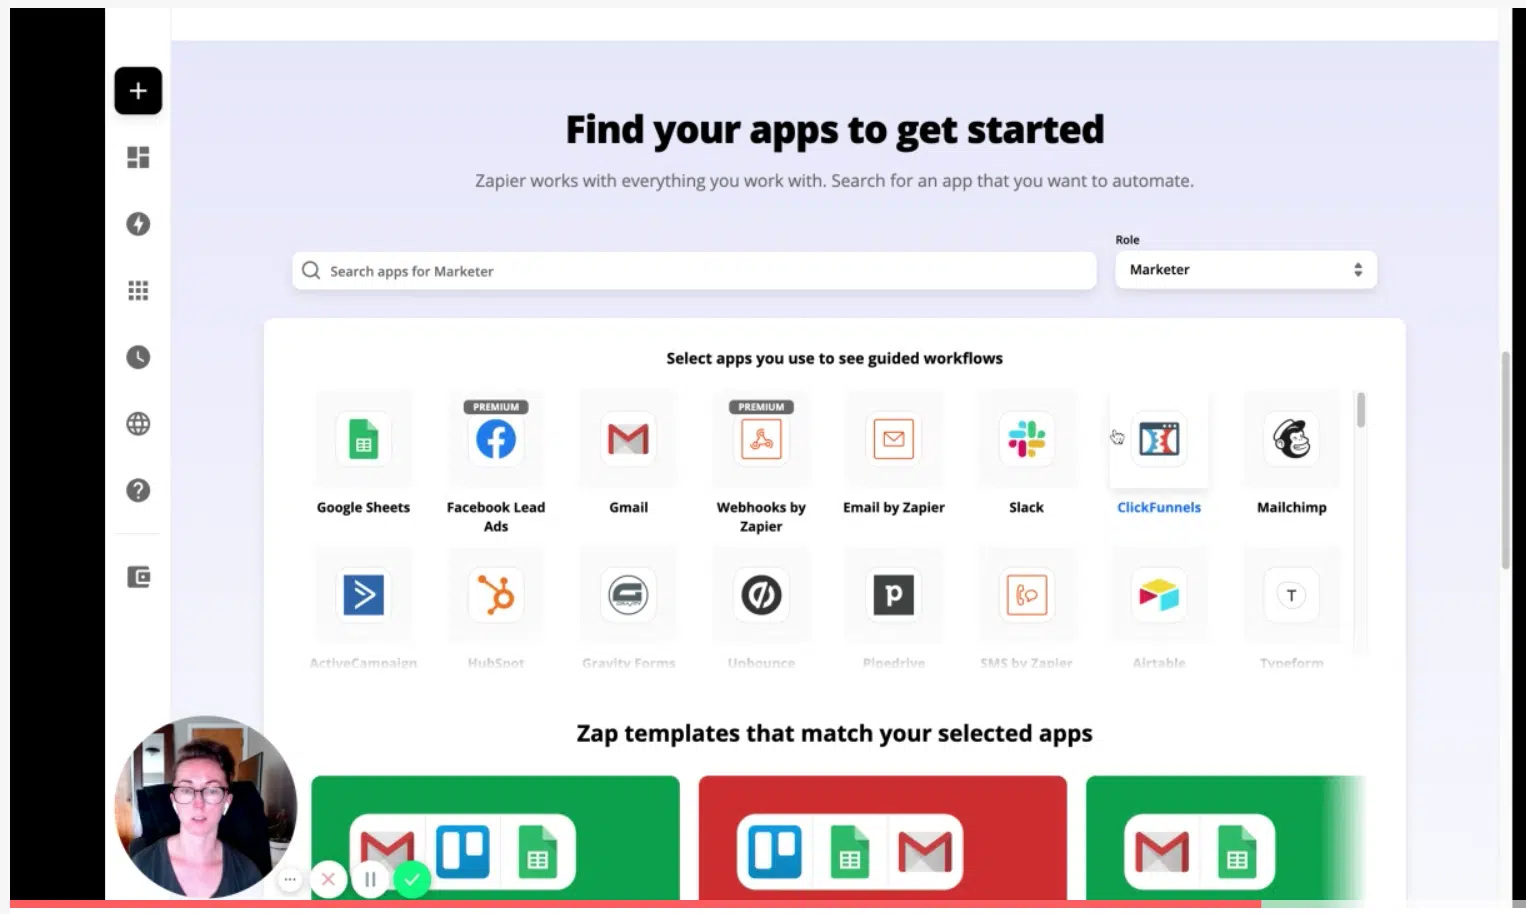 Find your apps to get started
Zapier works with everything you work with. Search for an app that you want to automate.
Role
Search apps for Marketer
Marketer
Select apps you use to see guided workflows
PREMIUM
PREMIUM
Google Sheets
Facebook Lead Ads
Gmail
Webhooks by Zapier
Email by Zapier
Slack
ClickFunnels
Mailchimp
p
T
ActiveCampaign
HubSpot
Gravity Forms
Unbounce
Pipedrive
SMS by Zapier
Airtable
Typeform
Zap templates that match your selected apps